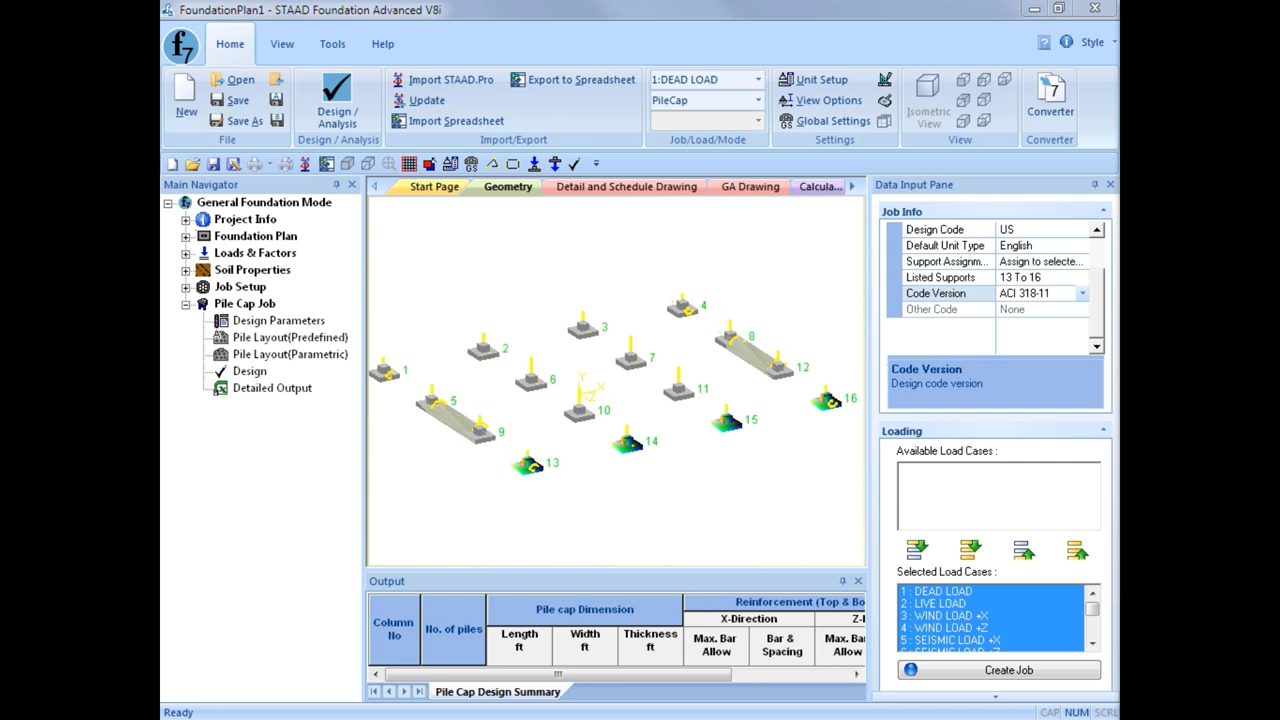 FoundationPlan1 - STAAD Foundation Advanced V8i
f7
Home View Tools Help
Style
New
Open
Save
Save As
File
Design / Analysis
Design / Analysis
Import STAAD.Pro
Export to Spreadsheet
Update
Import Spreadsheet
Import/Export
1:DEAD LOAD
PileCap
Job/Load/Mode
Unit Setup
View Options
Global Settings
Settings
Isometric
View
View
7
Converter
Converter
Main Navigator
General Foundation Mode
Project Info
Foundation Plan
Loads & Factors
Soil Properties
Job Setup
Pile Cap Job
Design Parameters
Pile Layout(Predefined)
Pile Layout(Parametric)
Design
Detailed Output
Start Page Geometry Detail and Schedule Drawing GA Drawing Calcula...
4
3
8
2
7
12
1
6
Y
X
Z
11
16
5
10
15
9
14
13
Output
Column No
No. of piles
Pile cap Dimension
Reinforcement (Top & Bo
X-Direction
Z-
Length ft
Width ft
Thickness ft
Max. Bar Allow
Bar & Spacing
Max. Bar Allow
Pile Cap Design Summary
Data Input Pane
Job Info
Design Code US
Default Unit Type English
Support Assignm... Assign to selecte...
Listed Supports 13 To 16
Code Version ACI 318-11
Other Code None
Code Version
Design code version
Loading
Available Load Cases :
Selected Load Cases :
1 : DEAD LOAD
2 : LIVE LOAD
3 : WIND LOAD +X
4 : WIND LOAD +Z
5 : SEISMIC LOAD +X
6 : SEISMIC LOAD +Z
Create Job
Ready
CAP NUM SCRL